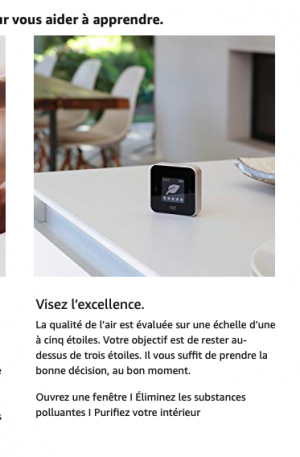 ur vous aider à apprendre.
Visez l'excellence.
La qualité de l'air est évaluée sur une échelle d'une
à cinq étoiles. Votre objectif est de rester au-
dessus de trois étoiles. Il vous suffit de prendre la
bonne décision, au bon moment.
Ouvrez une fenêtre I Éliminez les substances
polluantes I Purifiez votre intérieur